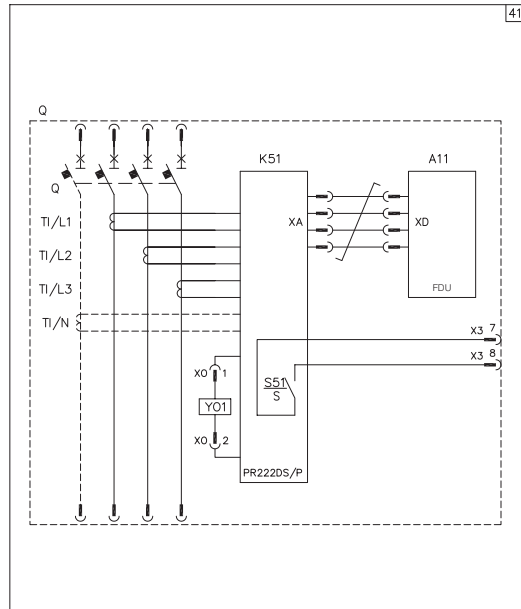 41
Q
K51
A11
Q
XA
XD
TI/L1
TI/L2
TI/L3
FDU
TI/N
X3 7
X3 8
X0 1
S51
S
Y01
X0 2
PR222DS/P